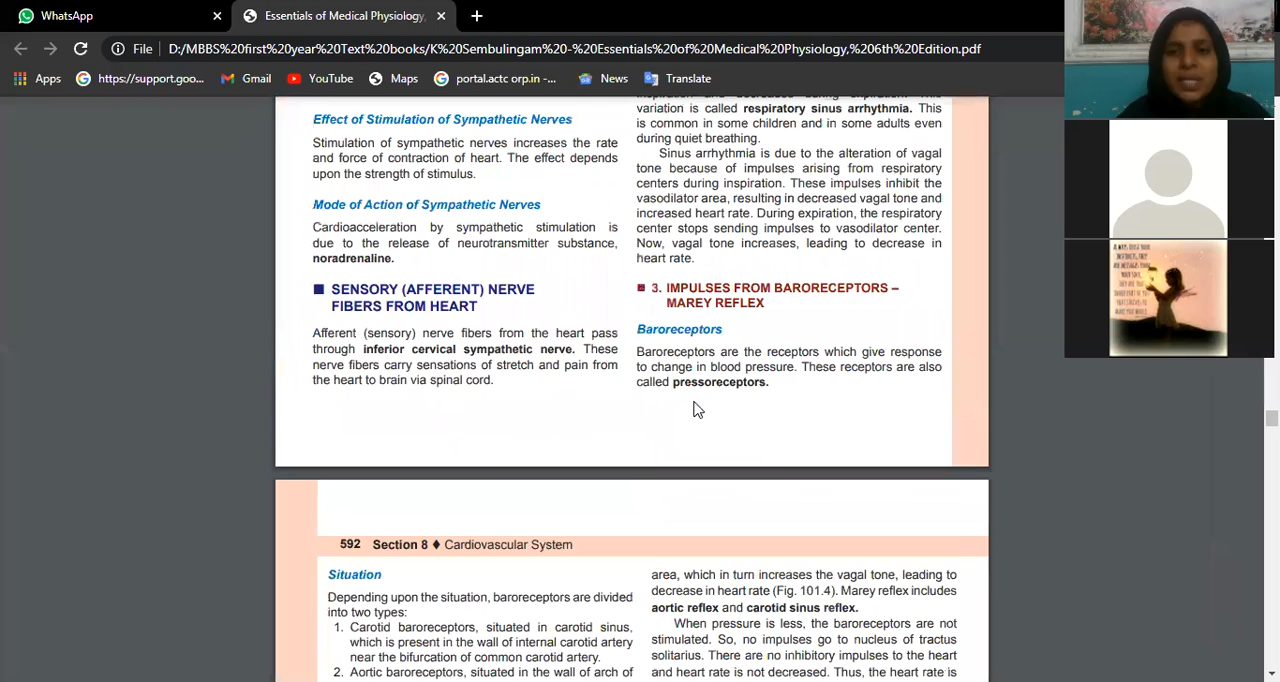 WhatsApp
Essentials of Medical Physiology,
File
D:/MBBS%20first%20year%20Text%20books/K%20Sembulingam%20-%20Essentials%20of%20Medical%20Physiology,%206th%20Edition.pdf
Apps
https://support.goo...
Gmail
YouTube
Maps
portal.actc orp.in -...
News
Translate
Effect of Stimulation of Sympathetic Nerves
Stimulation of sympathetic nerves increases the rate
and force of contraction of heart. The effect depends
upon the strength of stimulus.
Mode of Action of Sympathetic Nerves
Cardioacceleration by sympathetic stimulation is
due to the release of neurotransmitter substance,
noradrenaline.
SENSORY (AFFERENT) NERVE
FIBERS FROM HEART
Afferent (sensory) nerve fibers from the heart pass
through inferior cervical sympathetic nerve. These
nerve fibers carry sensations of stretch and pain from
the heart to brain via spinal cord.
inspiration and decreases during expiration. This
variation is called respiratory sinus arrhythmia. This
is common in some children and in some adults even
during quiet breathing.
Sinus arrhythmia is due to the alteration of vagal
tone because of impulses arising from respiratory
centers during inspiration. These impulses inhibit the
vasodilator area, resulting in decreased vagal tone and
increased heart rate. During expiration, the respiratory
center stops sending impulses to vasodilator center.
Now, vagal tone increases, leading to decrease in
heart rate.
3. IMPULSES FROM BARORECEPTORS –
MAREY REFLEX
Baroreceptors
Baroreceptors are the receptors which give response
to change in blood pressure. These receptors are also
called pressoreceptors.
592 Section 8 ♦ Cardiovascular System
Situation
Depending upon the situation, baroreceptors are divided
into two types:
1. Carotid baroreceptors, situated in carotid sinus,
which is present in the wall of internal carotid artery
near the bifurcation of common carotid artery.
2. Aortic baroreceptors, situated in the wall of arch of
area, which in turn increases the vagal tone, leading to
decrease in heart rate (Fig. 101.4). Marey reflex includes
aortic reflex and carotid sinus reflex.
When pressure is less, the baroreceptors are not
stimulated. So, no impulses go to nucleus of tractus
solitarius. There are no inhibitory impulses to the heart
and heart rate is not decreased. Thus, the heart rate is